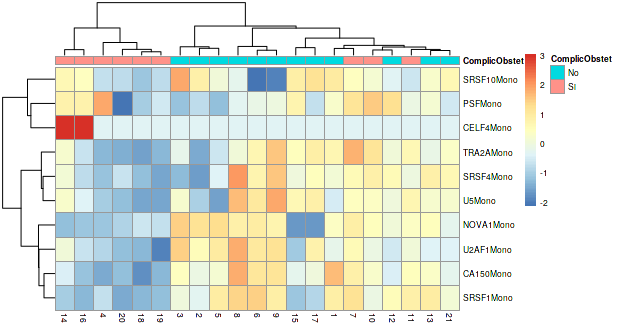 ComplicObstet
SRSF10Mono
PSFMono
CELF4Mono
TRA2AMono
SRSF4Mono
U5Mono
NOVA1Mono
U2AF1Mono
CA150Mono
SRSF1Mono
14 16 4 20 18 19 3 2 5 8 6 9 15 17 1 7 10 12 11 13 21
3
2
1
0
-1
-2
ComplicObstet
No
SI